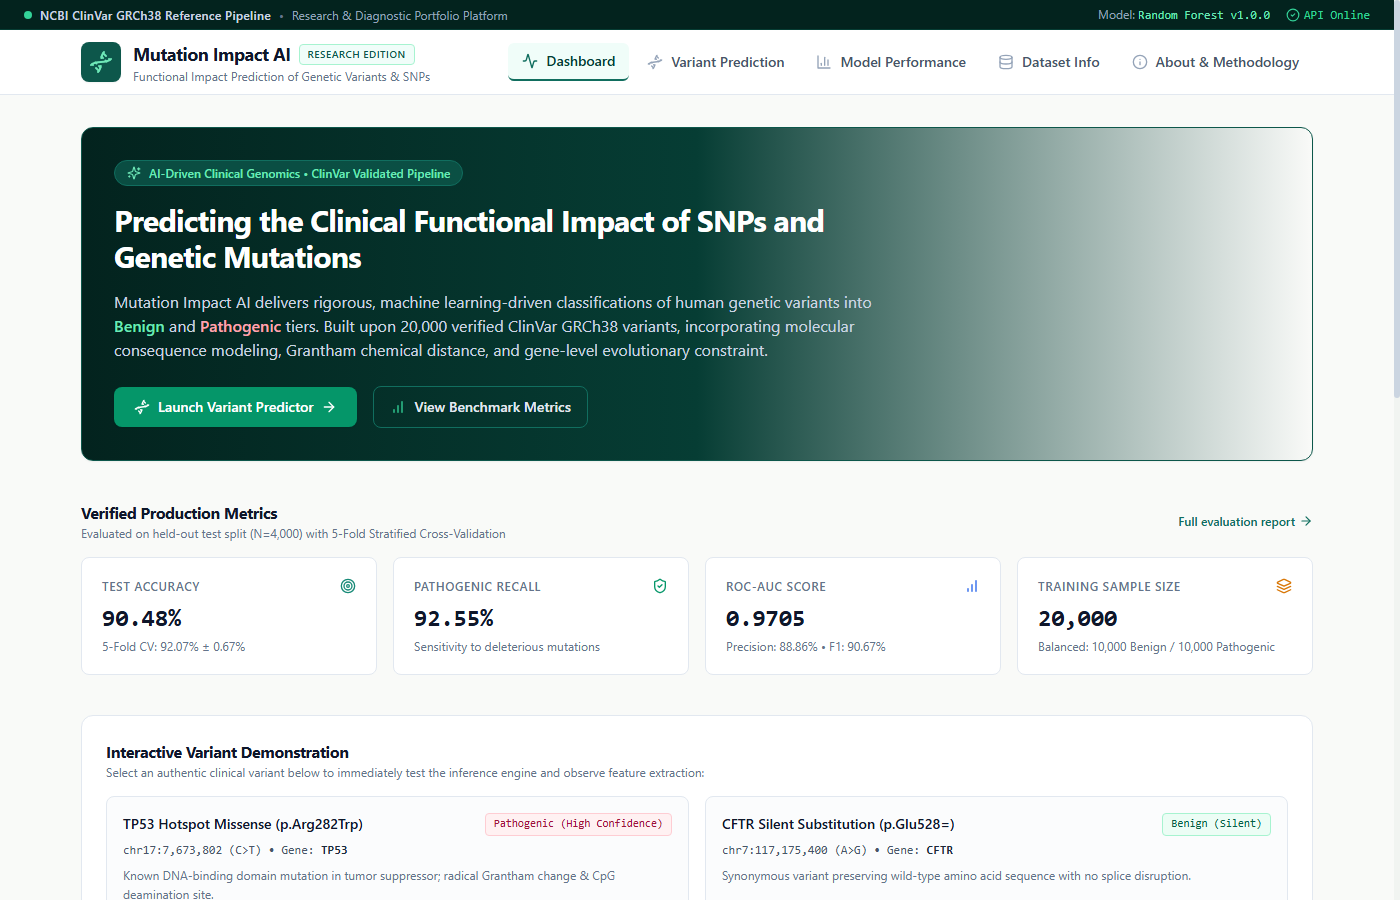 NCBI ClinVar GRCh38 Reference Pipeline • Research & Diagnostic Portfolio Platform
Model: Random Forest v1.0.0 API Online
Mutation Impact AI RESEARCH EDITION
Functional Impact Prediction of Genetic Variants & SNPs
Dashboard Variant Prediction Model Performance Dataset Info About & Methodology
AI-Driven Clinical Genomics • ClinVar Validated Pipeline
Predicting the Clinical Functional Impact of SNPs and
Genetic Mutations
Mutation Impact AI delivers rigorous, machine learning-driven classifications of human genetic variants into
Benign and Pathogenic tiers. Built upon 20,000 verified ClinVar GRCh38 variants, incorporating molecular
consequence modeling, Grantham chemical distance, and gene-level evolutionary constraint.
Launch Variant Predictor → View Benchmark Metrics
Verified Production Metrics
Evaluated on held-out test split (N=4,000) with 5-Fold Stratified Cross-Validation
Full evaluation report →
TEST ACCURACY
90.48%
5-Fold CV: 92.07% ± 0.67%
PATHOGENIC RECALL
92.55%
Sensitivity to deleterious mutations
ROC-AUC SCORE
0.9705
Precision: 88.86% • F1: 90.67%
TRAINING SAMPLE SIZE
20,000
Balanced: 10,000 Benign / 10,000 Pathogenic
Interactive Variant Demonstration
Select an authentic clinical variant below to immediately test the inference engine and observe feature extraction:
TP53 Hotspot Missense (p.Arg282Trp) Pathogenic (High Confidence)
chr17:7,673,802 (C>T) • Gene: TP53
Known DNA-binding domain mutation in tumor suppressor; radical Grantham change & CpG
deamination site.
CFTR Silent Substitution (p.Glu528=) Benign (Silent)
chr7:117,175,400 (A>G) • Gene: CFTR
Synonymous variant preserving wild-type amino acid sequence with no splice disruption.